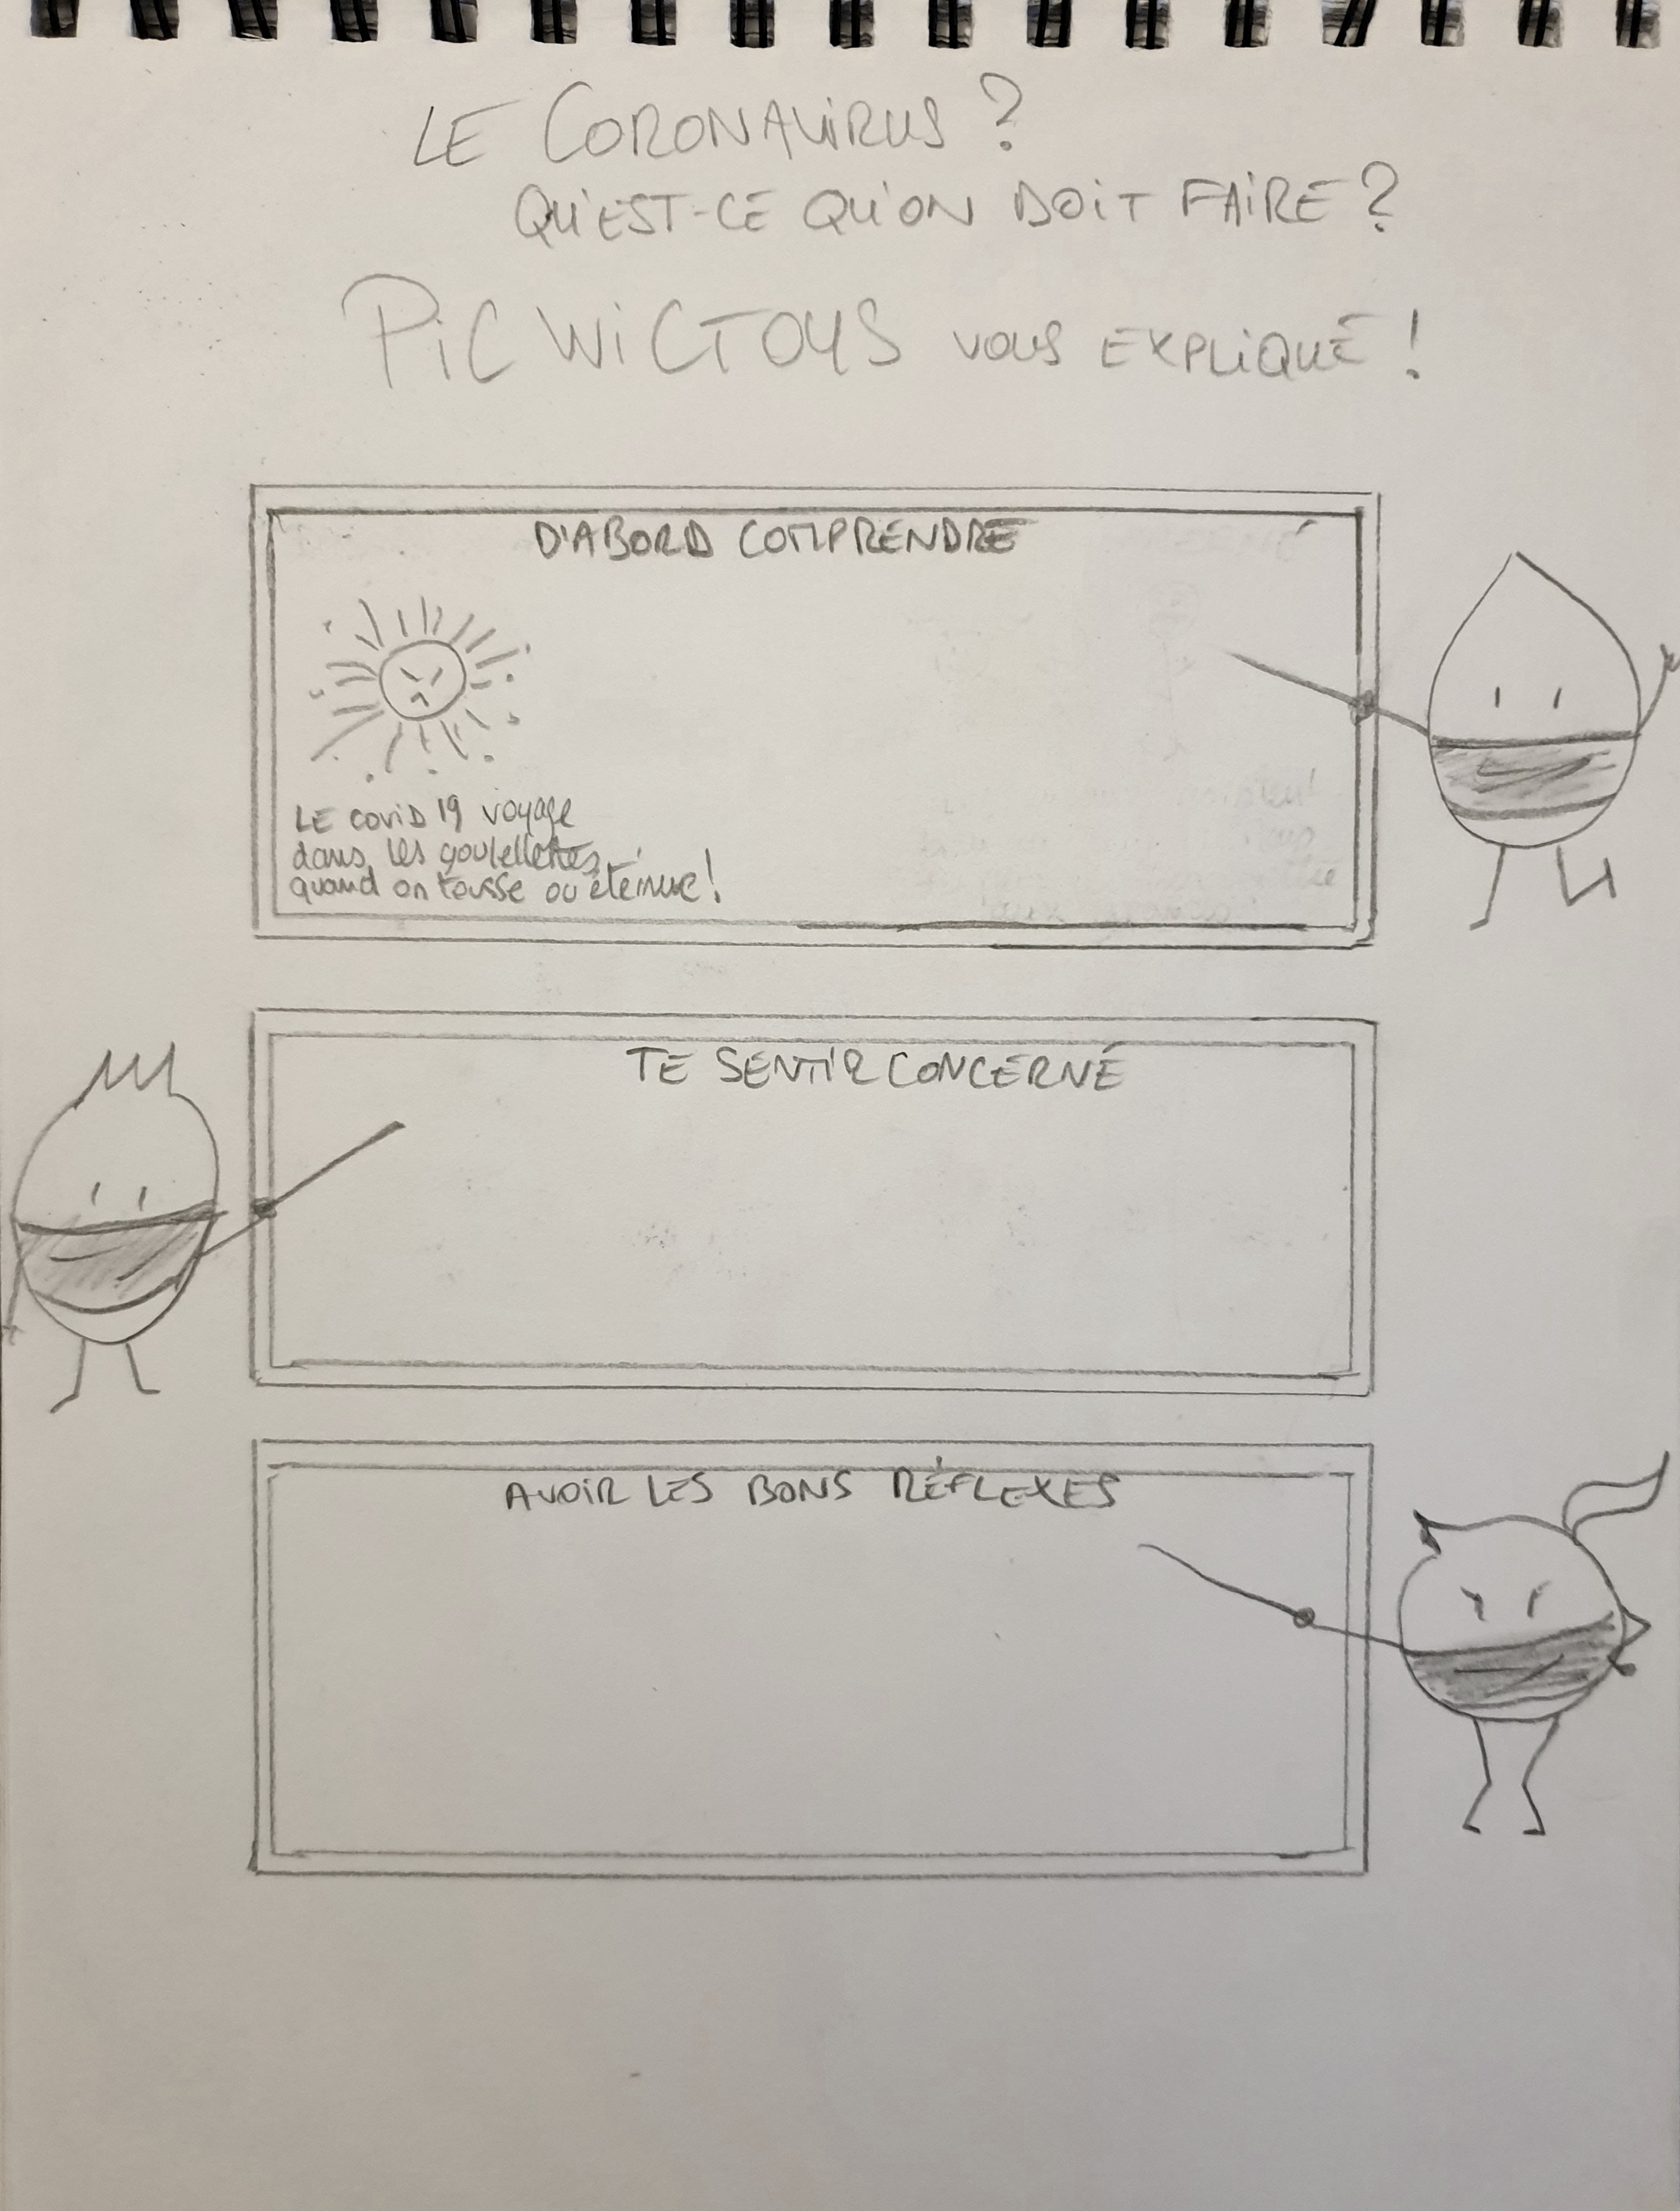 LE CORONAVIRUS ?
QU'EST-CE QU'ON DOIT FAIRE ?
PiCWiCTOYS vous EXPLIQUE !
D'ABORD COMPRENDRE
LE COVID 19 voyage
dans les goutellettes,
quand on tousse ou éternue !
TE SENTIR CONCERNÉ
AVOIR LES BONS RÉFLEXES